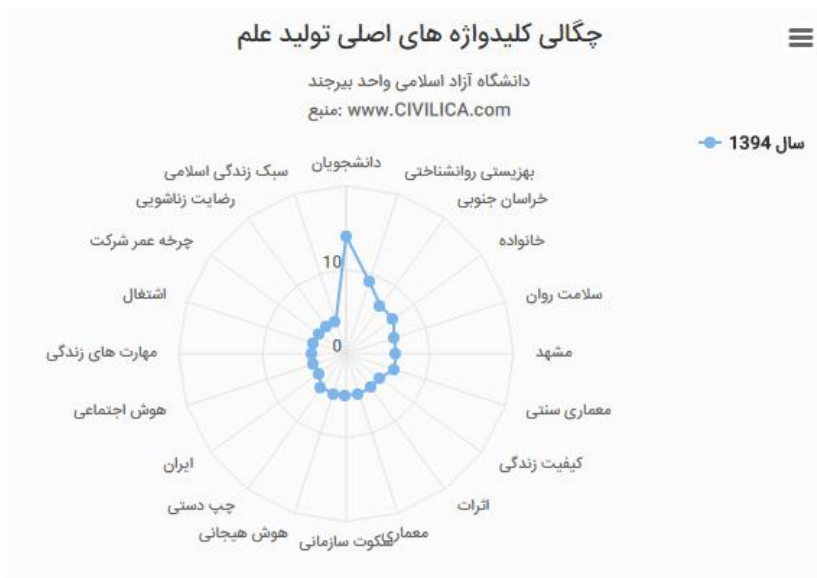 چگالی کلیدواژه های اصلی تولید علم
دانشگاه آزاد اسلامی واحد بیرجند
منبع: www.CIVILICA.com
سال 1394
دانشجویان
بهزیستی روانشناختی
خراسان جنوبی
خانواده
سلامت روان
مشهد
معماری سنتی
کیفیت زندگی
اثرات
معماری
سکوت سازمانی
هوش هیجانی
چپ دستی
ایران
هوش اجتماعی
مهارت های زندگی
اشتغال
چرخه عمر شرکت
رضایت زناشویی
سبک زندگی اسلامی
10
0